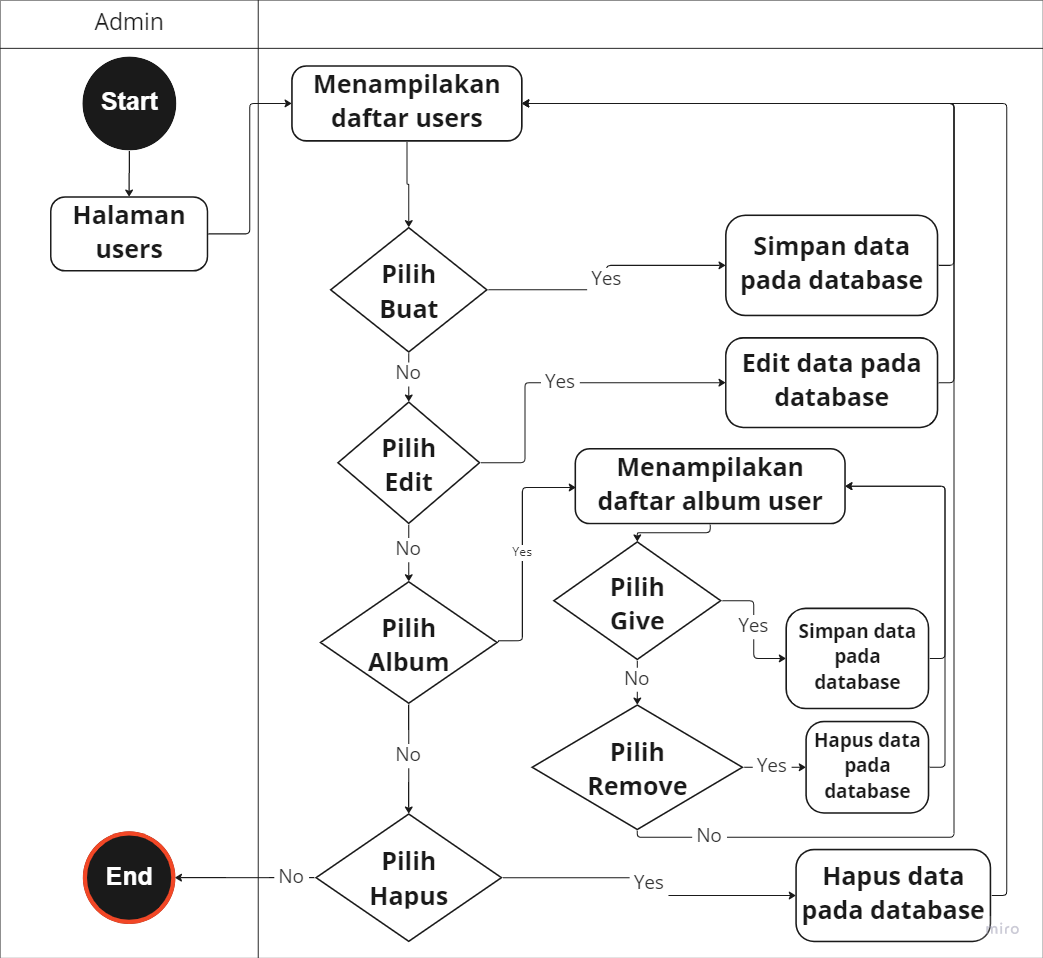 Admin
Start
Halaman
users
Menampilakan
daftar users
Pilih
Buat
Yes
Simpan data
pada database
No
Pilih
Edit
Yes
Edit data pada
database
No
Pilih
Album
Yes
Menampilakan
daftar album user
Pilih
Give
Yes
Simpan data
pada
database
No
Pilih
Remove
Yes
Hapus data
pada
database
No
No
Pilih
Hapus
Yes
Hapus data
pada database
No
End
miro